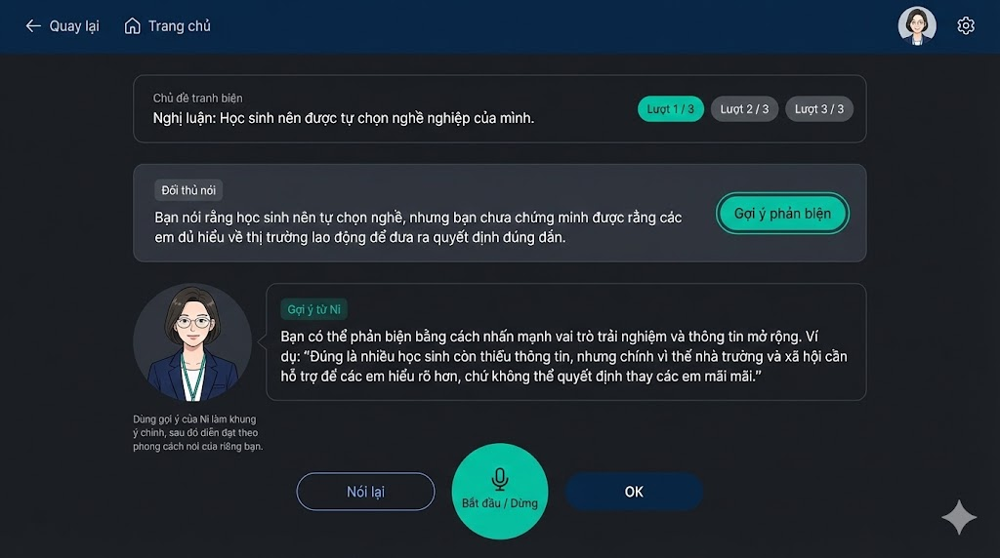 Quay lại
Trang chủ
Chủ đề tranh biện
Nghị luận: Học sinh nên được tự chọn nghề nghiệp của mình.
Lượt 1 / 3
Lượt 2 / 3
Lượt 3 / 3
Đối thủ nói
Bạn nói rằng học sinh nên tự chọn nghề, nhưng bạn chưa chứng minh được rằng các
em đủ hiểu về thị trường lao động để đưa ra quyết định đúng đắn.
Gợi ý phản biện
Gợi ý từ Ni
Bạn có thể phản biện bằng cách nhấn mạnh vai trò trải nghiệm và thông tin mở rộng. Ví
dụ: “Đúng là nhiều học sinh còn thiếu thông tin, nhưng chính vì thế nhà trường và xã hội cần
hỗ trợ để các em hiểu rõ hơn, chứ không thể quyết định thay các em mãi mãi.”
Dùng gợi ý của Ni làm khung
ý chính, sau đó diễn đạt theo
phong cách nói của riêng bạn.
Nói lại
Bắt đầu / Dừng
OK